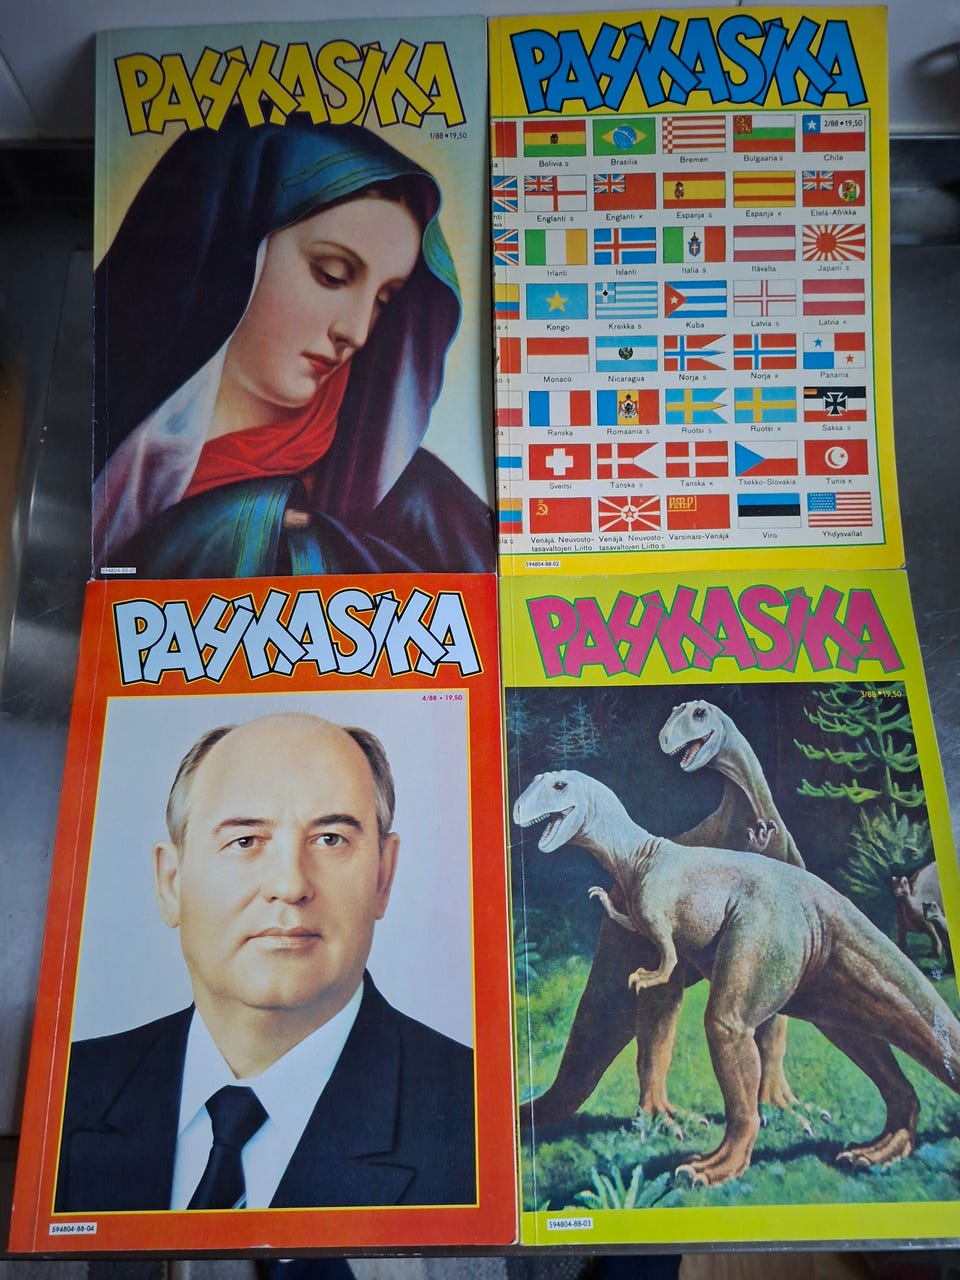 PAHKASIKA
1/88 • 19,50
594804-88-01
PAHKASIKA
2/88 • 19,50
Bolivia S
Brasilia
Bremen
Bulgaaria S
Chile
Englanti S
Englanti K
Espanja S
Espanja K
Etelä-Afrikka
Irlanti
Islanti
Italia S
Itävalta
Japani S
Kongo
Kreikka S
Kuba
Latvia S
Latvia K
Monaco
Nicaragua
Norja S
Norja K
Panama
Ranska
Romaania S
Ruotsi S
Ruotsi K
Saksa S
Sveitsi
Tanska S
Tanska K
Tšekko-Slovakia
Tunis K
Venäjä. Neuvosto-
tasavaltojen Liitto
Venäjä. Neuvosto-
tasavaltojen Liitto S
Varsinais-Venäjä
Viro
Yhdysvallat
594804-88-02
PAHKASIKA
4/88 • 19,50
594804-88-04
PAHKASIKA
3/88 • 19,50
594804-88-03